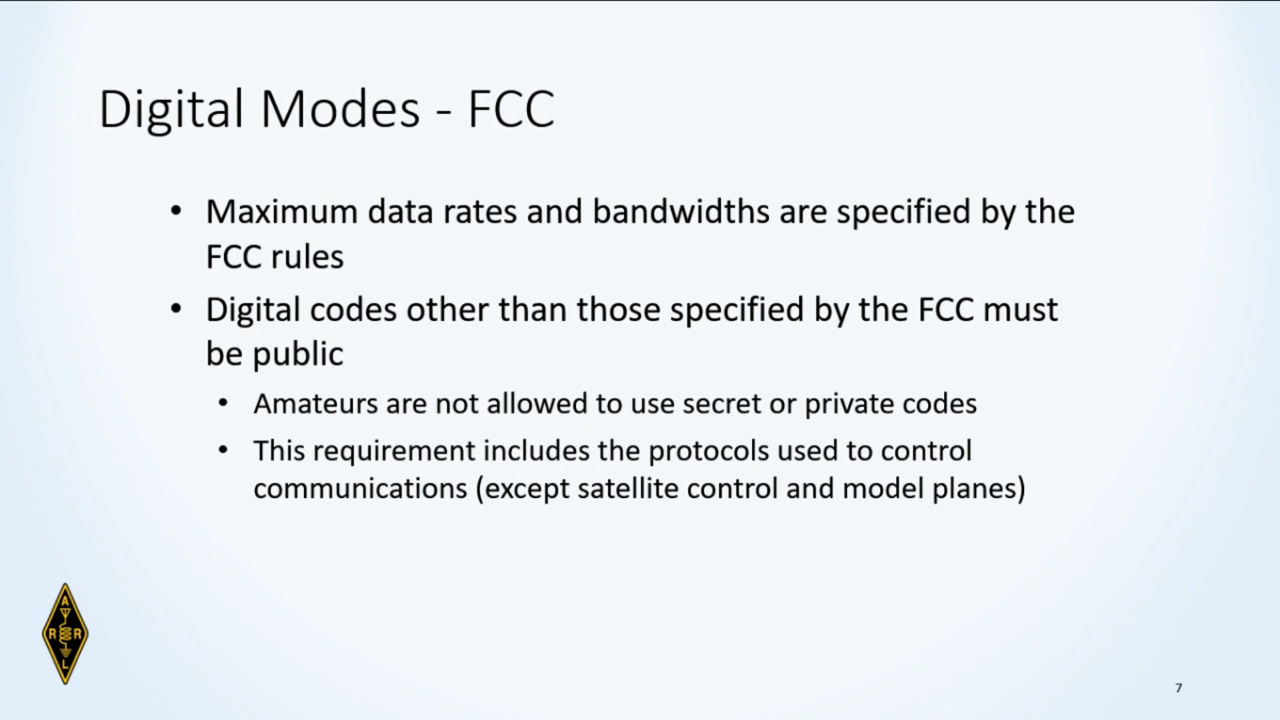 Digital Modes - FCC
• Maximum data rates and bandwidths are specified by the
FCC rules
• Digital codes other than those specified by the FCC must
be public
• Amateurs are not allowed to use secret or private codes
• This requirement includes the protocols used to control
communications (except satellite control and model planes)
A
R R
L
7